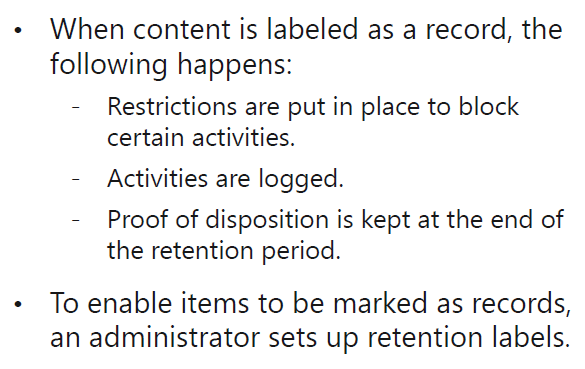 • When content is labeled as a record, the
following happens:
- Restrictions are put in place to block
certain activities.
- Activities are logged.
- Proof of disposition is kept at the end of
the retention period.
• To enable items to be marked as records,
an administrator sets up retention labels.